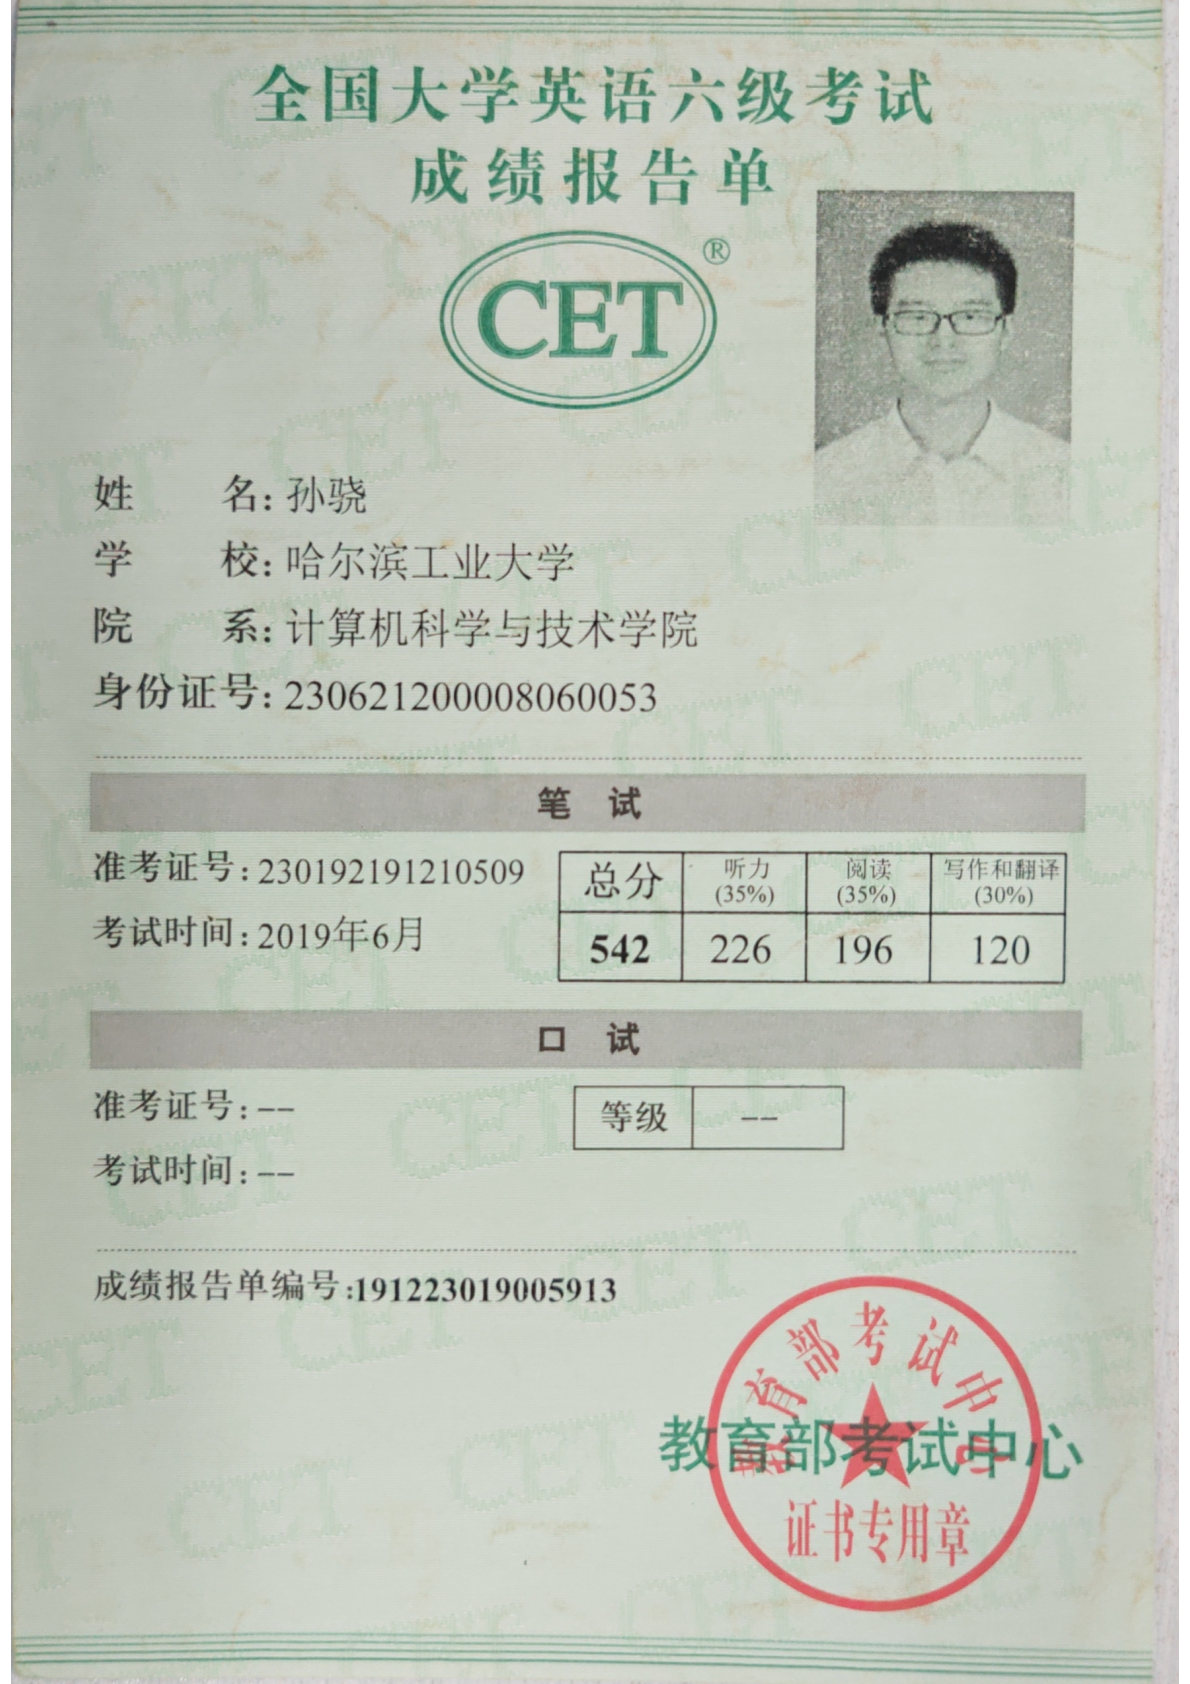 全国大学英语六级考试
成绩报告单
CET®
姓 名: 孙骁
学 校: 哈尔滨工业大学
院 系: 计算机科学与技术学院
身份证号: 230621200008060053
笔 试
准考证号: 230192191210509
考试时间: 2019年6月
总分 听力 阅读 写作和翻译
(35%) (35%) (30%)
542 226 196 120
口 试
准考证号: --
考试时间: --
等级 --
成绩报告单编号:191223019005913
教育部考试中心
教育部考试中心
证书专用章